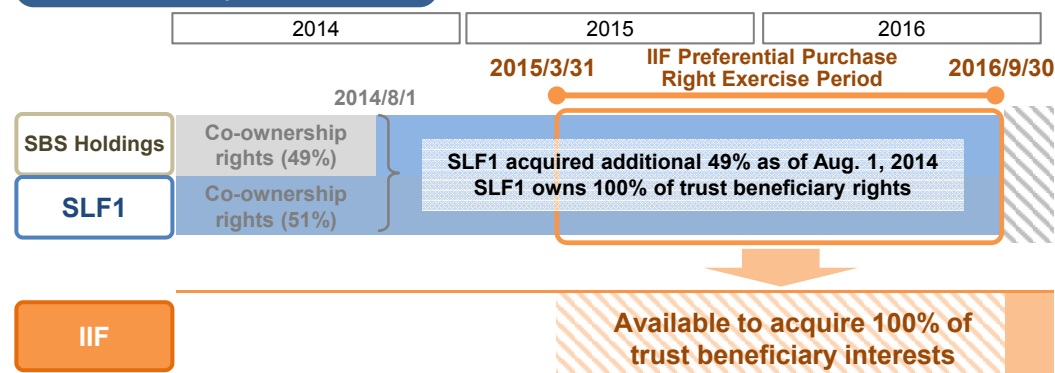 2014
2015
2016
2015/3/31
IIF Preferential Purchase
Right Exercise Period
2016/9/30
2014/8/1
SBS Holdings
Co-ownership
rights (49%)
SLF1 acquired additional 49% as of Aug. 1, 2014
SLF1 owns 100% of trust beneficiary rights
SLF1
Co-ownership
rights (51%)
IIF
Available to acquire 100% of
trust beneficiary interests